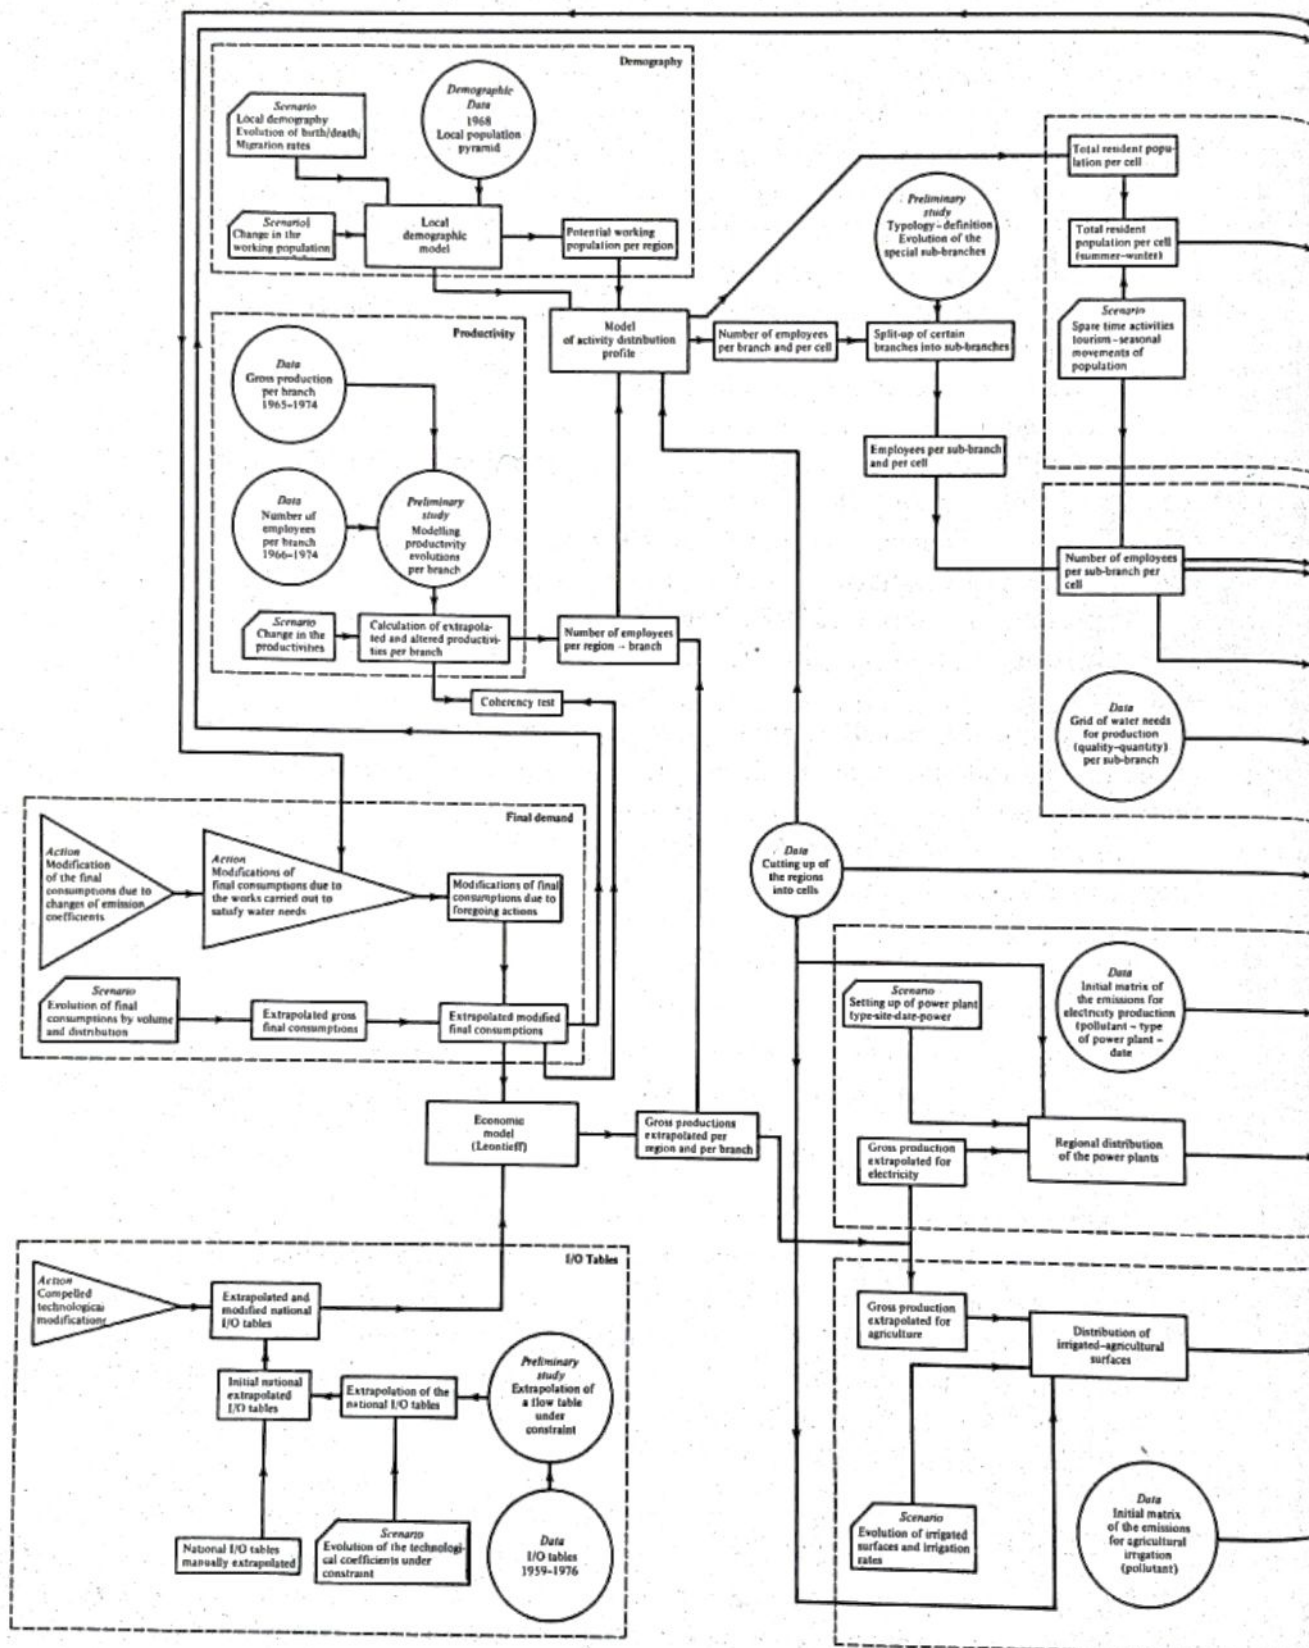 Demography
Scenario
Local demography
Evolution of birth/death/
Migration rates
Demographic
Data
1968
Local population
pyramid
Scenario
Change in the
working population
Local
demographic
model
Potential working
population per region
Preliminary
study
Typology-definition
Evolution of the
special sub-branches
Total resident popu-
lation per cell
Total resident
population per cell
(summer-winter)
Scenario
Spare time activities
tourism-seasonal
movements of
population
Productivity
Data
Gross production
per branch
1965-1974
Model
of activity distribution
profile
Number of employees
per branch and per cell
Split-up of certain
branches into sub-branches
Employees per sub-branch
and per cell
Data
Number of
employees
per branch
1966-1974
Preliminary
study
Modelling
productivity
evolutions
per branch
Number of employees
per sub-branch per
cell
Scenario
Change in the
productivities
Calculation of extrapola-
ted and altered productivi-
ties per branch
Number of employees
per region - branch
Coherency test
Data
Grid of water needs
for production
(quality-quantity)
per sub-branch
Final demand
Action
Modification
of the final
consumptions due to
changes of emission
coefficients
Action
Modifications of
final consumptions due to
the works carried out to
satisfy water needs
Modifications of final
consumptions due to
foregoing actions
Data
Cutting up of
the regions
into cells
Scenario
Evolution of final
consumptions by volume
and distribution
Extrapolated gross
final consumptions
Extrapolated modified
final consumptions
Scenario
Setting up of power plant
type-site-date-power
Data
Initial matrix of
the emissions for
electricity production
(pollutant - type
of power plant -
date
Economic
model
(Leontieff)
Gross productions
extrapolated per
region and per branch
Gross production
extrapolated for
electricity
Regional distribution
of the power plants
I/O Tables
Action
Compelled
technological
modifications
Extrapolated and
modified national
I/O tables
Gross production
extrapolated for
agriculture
Distribution of
irrigated-agricultural
surfaces
Initial national
extrapolated
I/O tables
Extrapolation of the
national I/O tables
Preliminary
study
Extrapolation of
a flow table
under
constraint
National I/O tables
manually extrapolated
Scenario
Evolution of the technologi-
cal coefficients under
constraint
Data
I/O tables
1959-1976
Scenario
Evolution of irrigated
surfaces and irrigation
rates
Data
Initial matrix
of the emissions
for agricultural
irrigation
(pollutant)